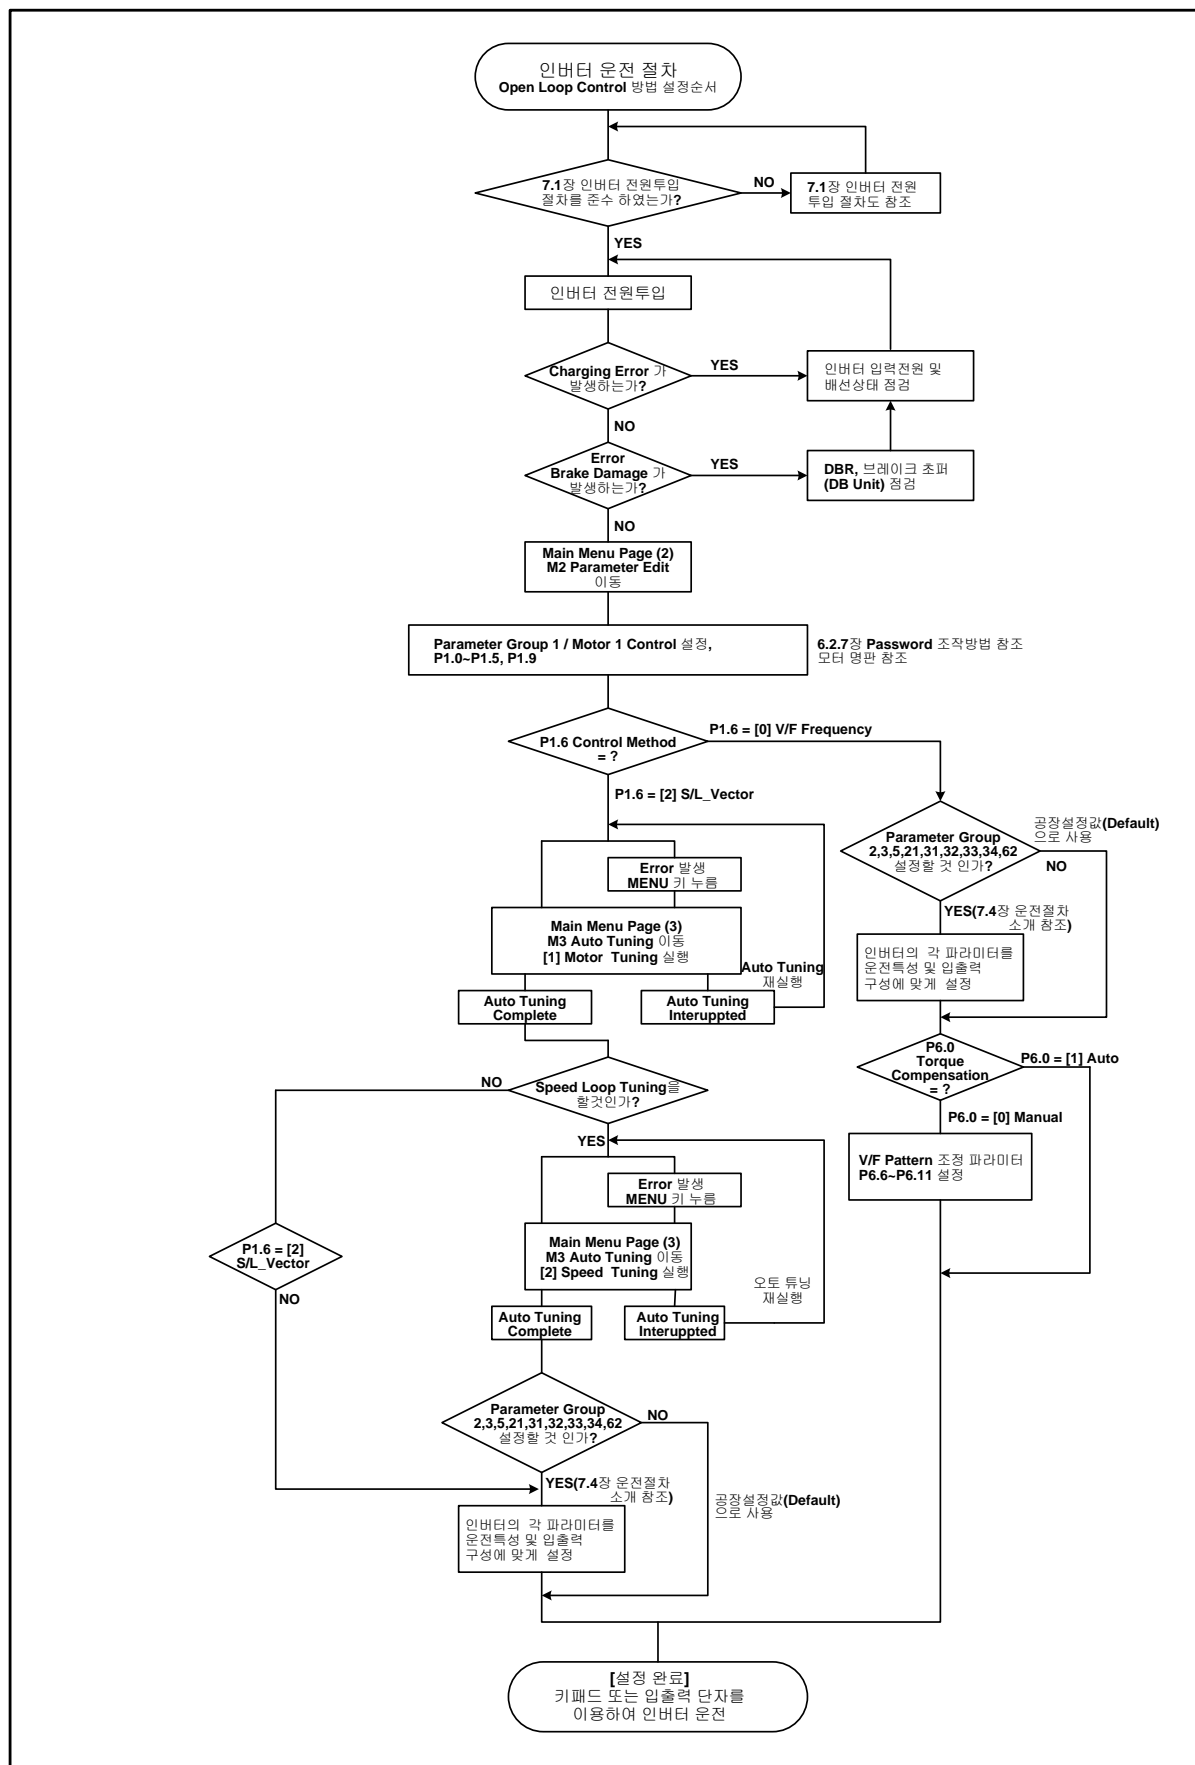 인버터 운전 절차
Open Loop Control 방법 설정순서
7.1장 인버터 전원투입
절차를 준수 하였는가?
NO
7.1장 인버터 전원
투입 절차도 참조
YES
인버터 전원투입
Charging Error 가
발생하는가?
YES
인버터 입력전원 및
배선상태 점검
NO
Error
Brake Damage 가
발생하는가?
YES
DBR, 브레이크 초퍼
(DB Unit) 점검
NO
Main Menu Page (2)
M2 Parameter Edit
이동
Parameter Group 1 / Motor 1 Control 설정,
P1.0~P1.5, P1.9
6.2.7장 Password 조작방법 참조
모터 명판 참조
P1.6 Control Method
= ?
P1.6 = [0] V/F Frequency
P1.6 = [2] S/L_Vector
Error 발생
MENU 키 누름
Main Menu Page (3)
M3 Auto Tuning 이동
[1] Motor Tuning 실행
Auto Tuning
재실행
Auto Tuning
Complete
Auto Tuning
Interuppted
Parameter Group
2,3,5,21,31,32,33,34,62
설정할 것 인가?
공장설정값(Default)
으로 사용
NO
YES(7.4장 운전절차
소개 참조)
인버터의 각 파라미터를
운전특성 및 입출력
구성에 맞게 설정
P6.0
Torque
Compensation
= ?
P6.0 = [1] Auto
P6.0 = [0] Manual
V/F Pattern 조정 파라미터
P6.6~P6.11 설정
NO
Speed Loop Tuning을
할것인가?
YES
Error 발생
MENU 키 누름
Main Menu Page (3)
M3 Auto Tuning 이동
[2] Speed Tuning 실행
오토 튜닝
재실행
Auto Tuning
Complete
Auto Tuning
Interuppted
P1.6 = [2]
S/L_Vector
NO
Parameter Group
2,3,5,21,31,32,33,34,62
설정할 것 인가?
NO
YES(7.4장 운전절차
소개 참조)
공장설정값(Default)
으로 사용
인버터의 각 파라미터를
운전특성 및 입출력
구성에 맞게 설정
[설정 완료]
키패드 또는 입출력 단자를
이용하여 인버터 운전